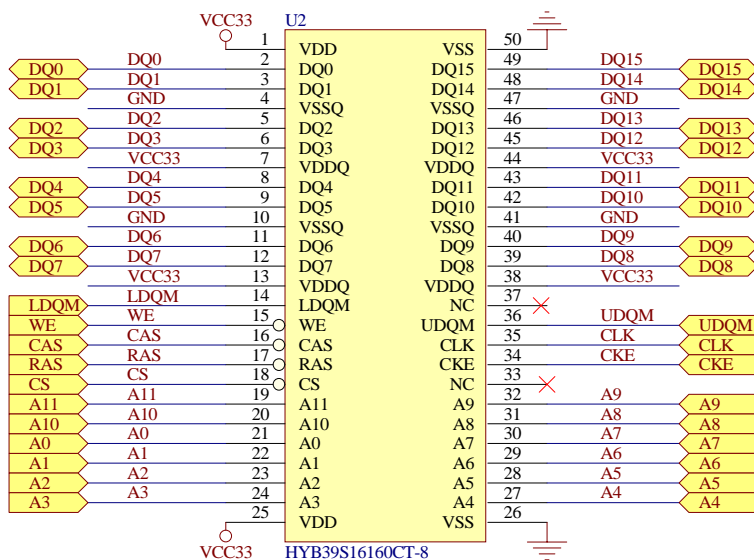 VCC33 U2
1 VDD VSS 50
DQ0 DQ0 2 DQ0 DQ15 49 DQ15 DQ15
DQ1 DQ1 3 DQ1 DQ14 48 DQ14 DQ14
GND 4 VSSQ VSSQ 47 GND
DQ2 DQ2 5 DQ2 DQ13 46 DQ13 DQ13
DQ3 DQ3 6 DQ3 DQ12 45 DQ12 DQ12
VCC33 7 VDDQ VDDQ 44 VCC33
DQ4 DQ4 8 DQ4 DQ11 43 DQ11 DQ11
DQ5 DQ5 9 DQ5 DQ10 42 DQ10 DQ10
GND 10 VSSQ VSSQ 41 GND
DQ6 DQ6 11 DQ6 DQ9 40 DQ9 DQ9
DQ7 DQ7 12 DQ7 DQ8 39 DQ8 DQ8
VCC33 13 VDDQ VDDQ 38 VCC33
LDQM LDQM 14 LDQM NC 37
WE WE 15 WE UDQM 36 UDQM UDQM
CAS CAS 16 CAS CLK 35 CLK CLK
RAS RAS 17 RAS CKE 34 CKE CKE
CS CS 18 CS NC 33
A11 A11 19 A11 A9 32 A9 A9
A10 A10 20 A10 A8 31 A8 A8
A0 A0 21 A0 A7 30 A7 A7
A1 A1 22 A1 A6 29 A6 A6
A2 A2 23 A2 A5 28 A5 A5
A3 A3 24 A3 A4 27 A4 A4
25 VDD VSS 26
VCC33 HYB39S16160CT-8